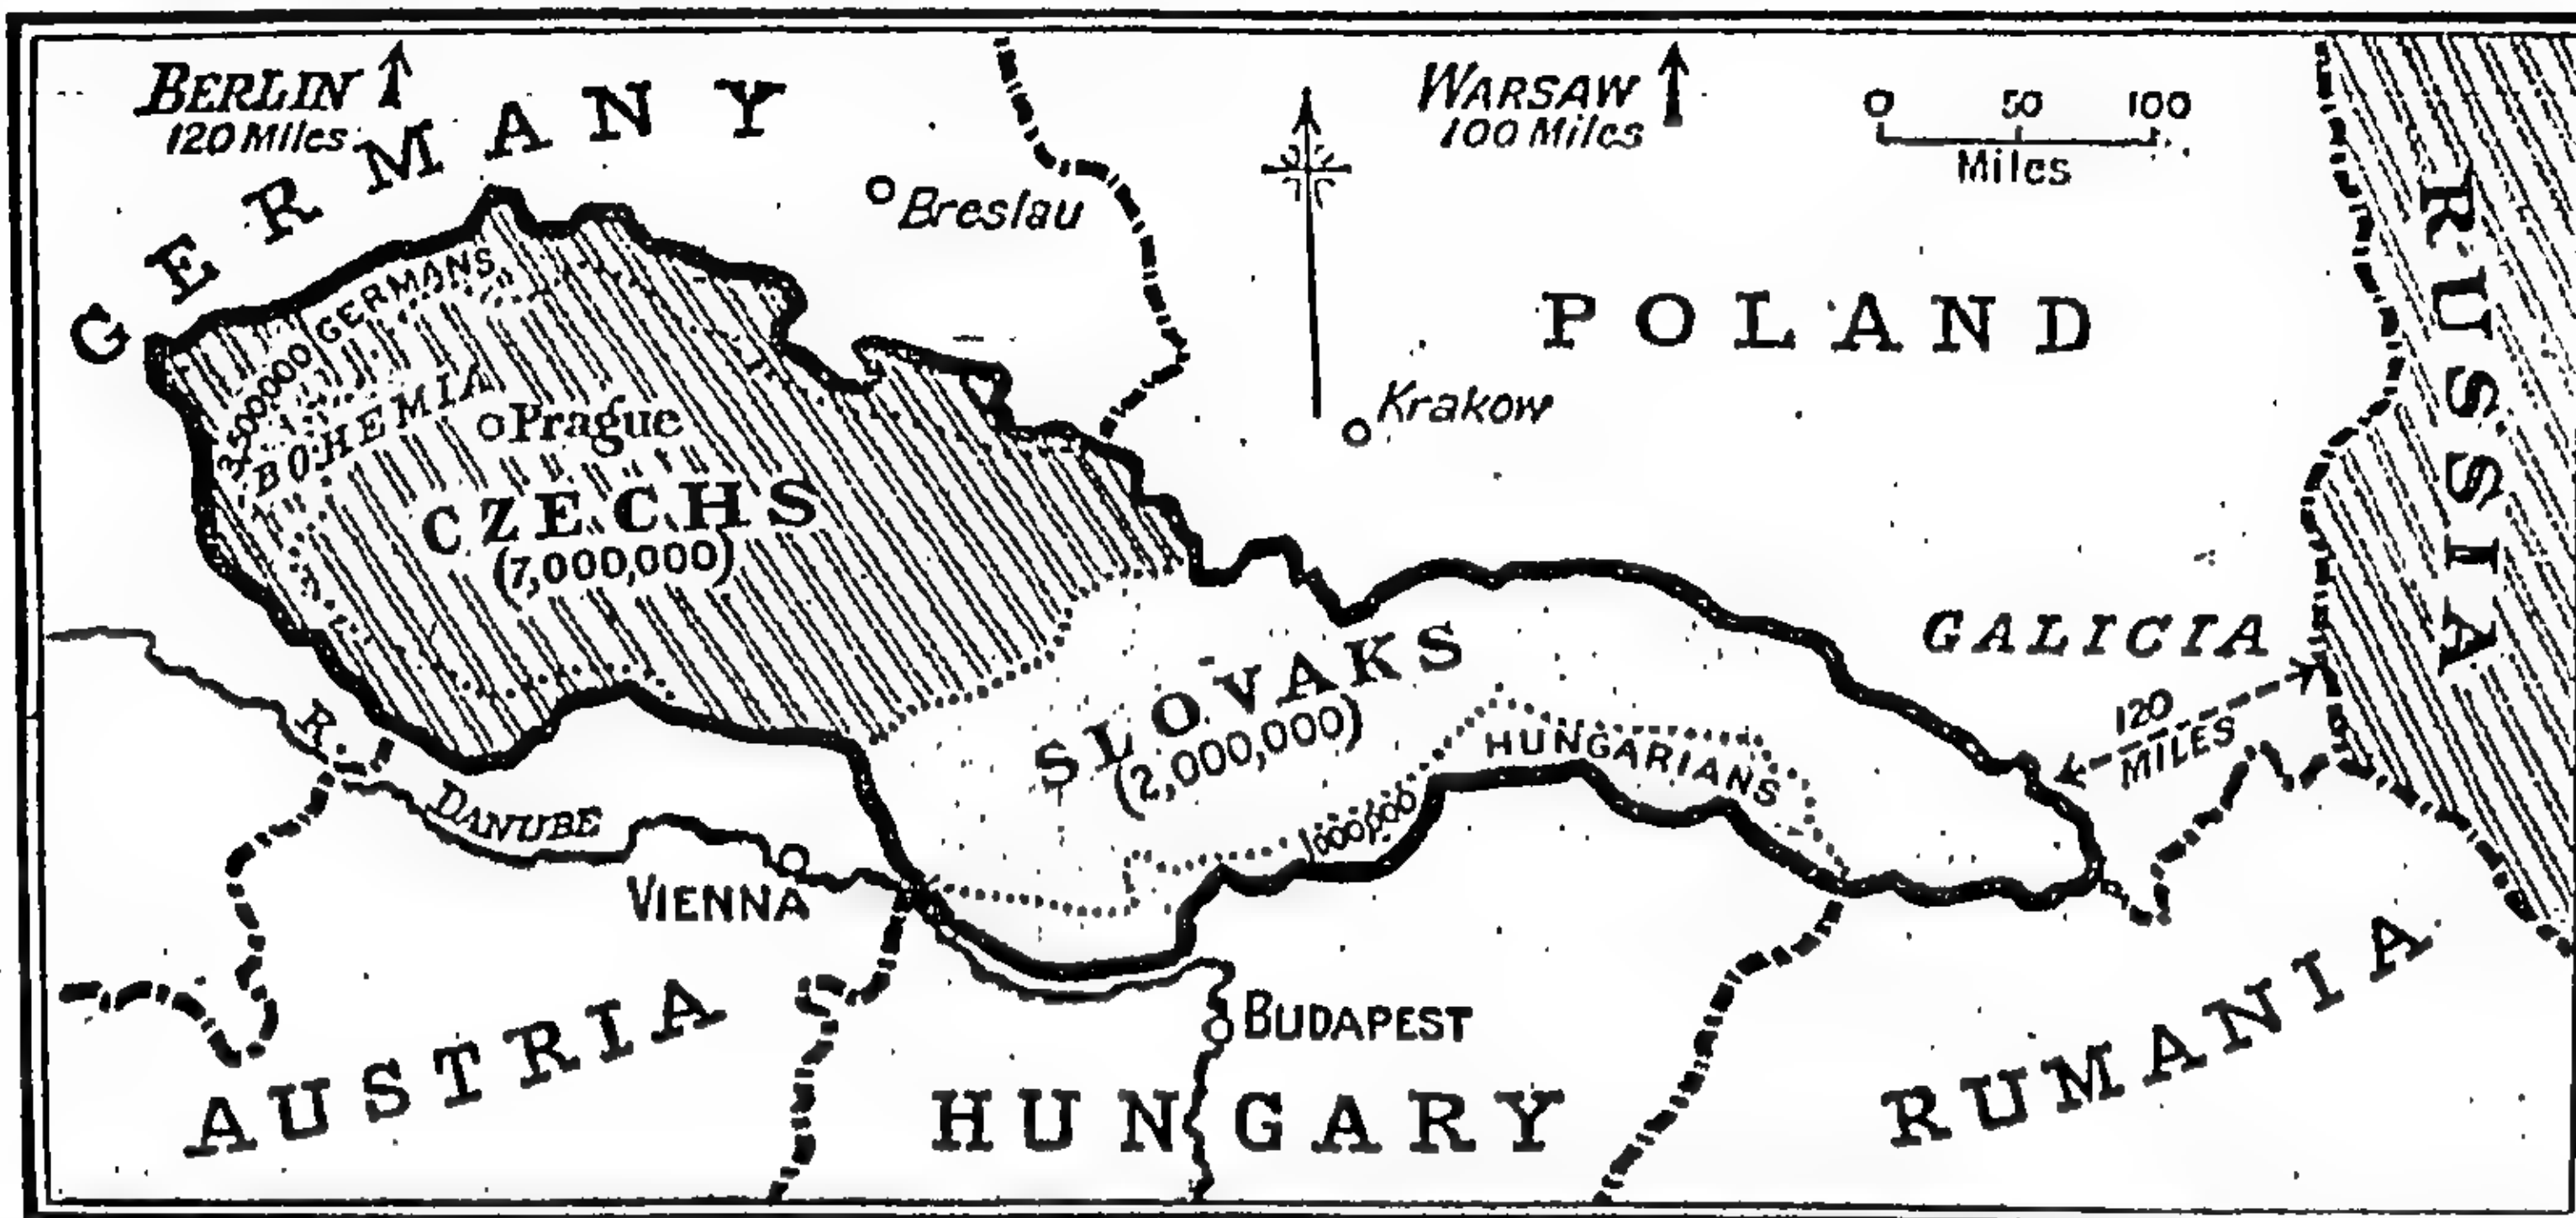 BERLIN
120 Miles
GERMANY
WARSAW
100 Miles
0 50 100
Miles
Breslau
RUSSIA
POLAND
3,500,000 GERMANS
BOHEMIA
Prague
Krakow
CZECHS
(7,000,000)
GALICIA
120
MILES
SLOVAKS
(2,000,000)
1,000,000 HUNGARIANS
R. DANUBE
VIENNA
BUDAPEST
AUSTRIA
HUNGARY
RUMANIA